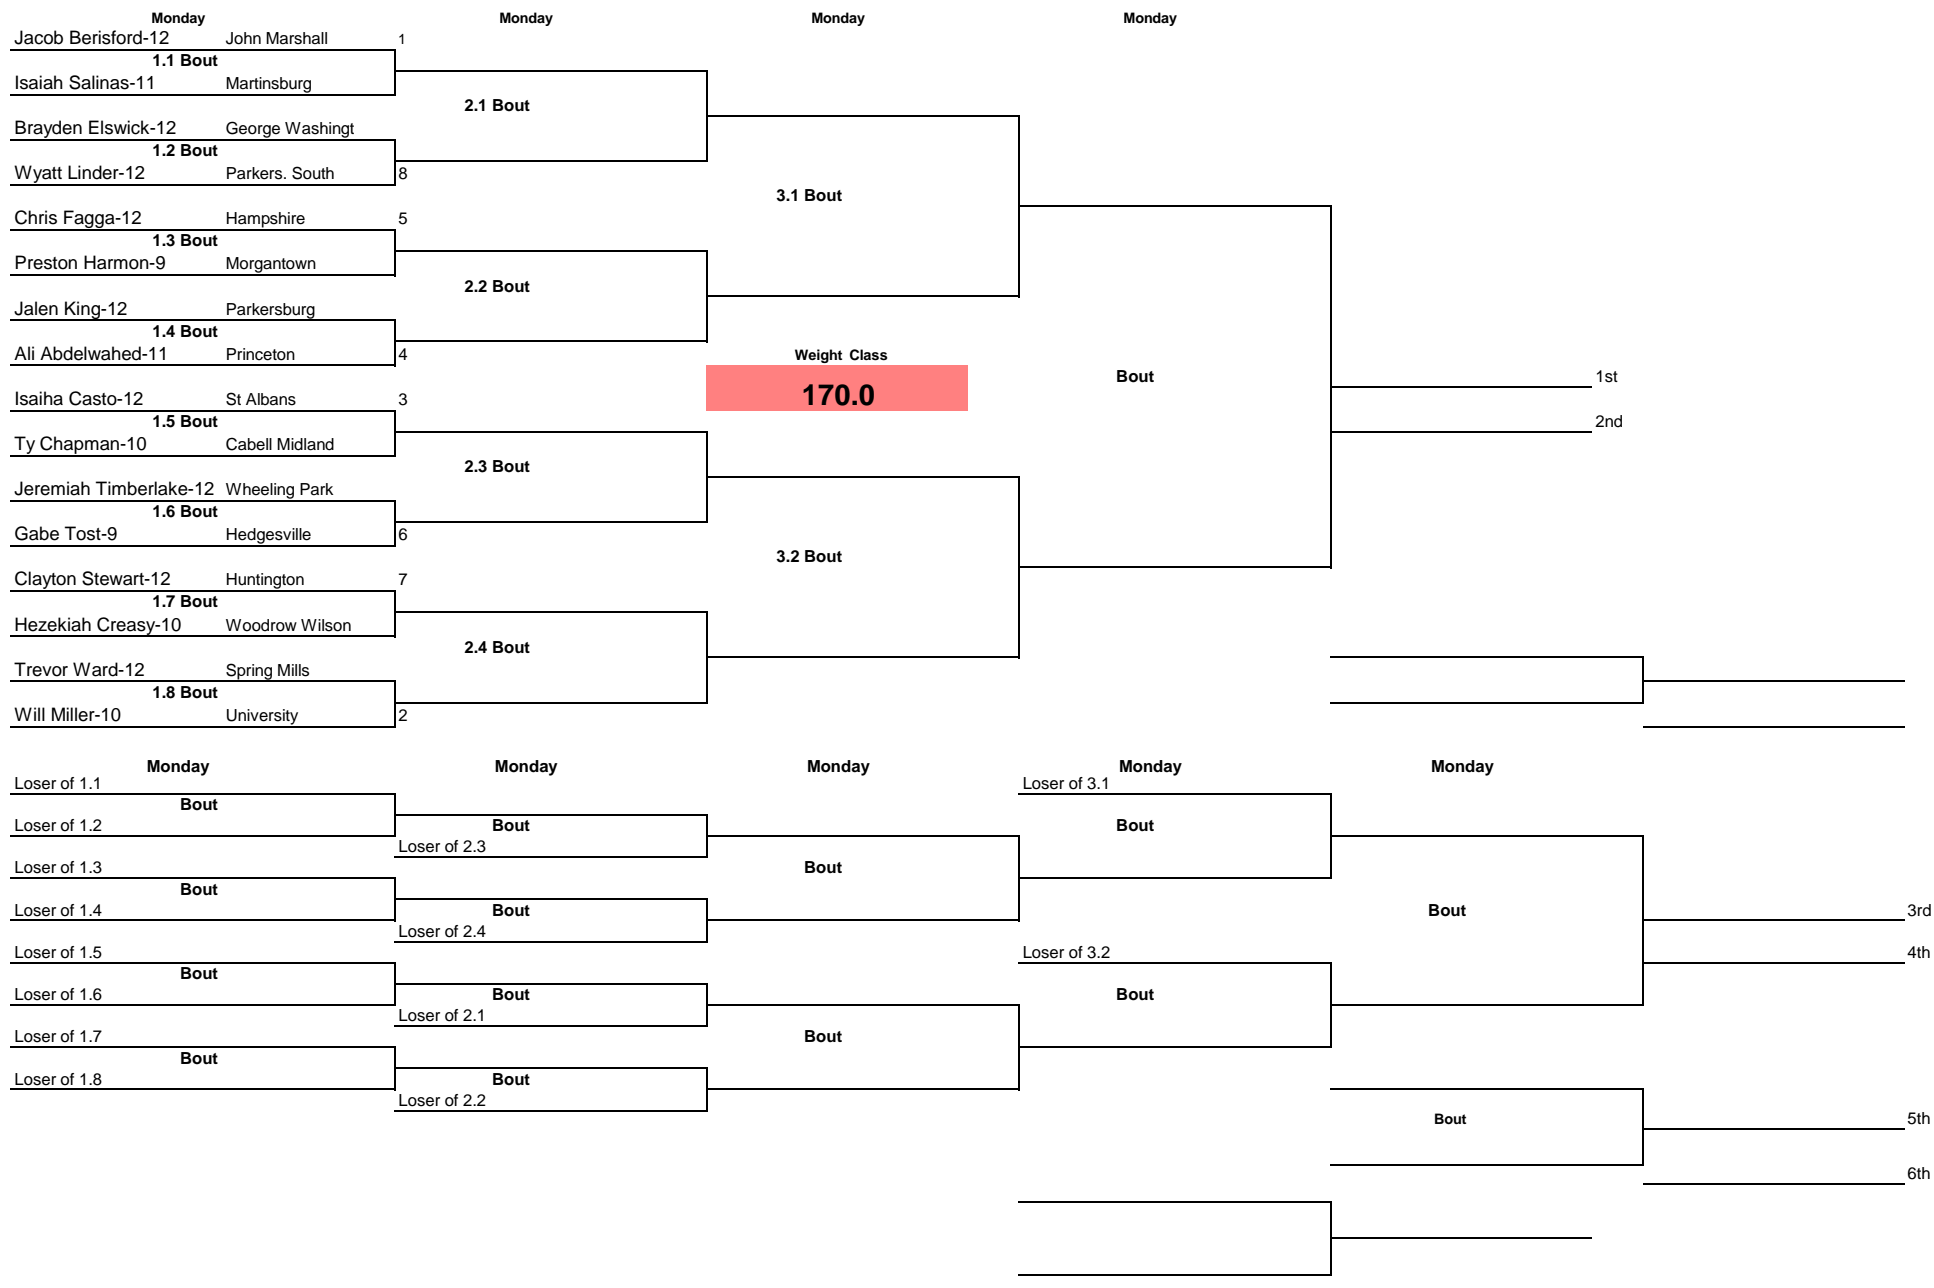 Monday Monday Monday Monday
Jacob Berisford-12 John Marshall 1
1.1 Bout
Isaiah Salinas-11 Martinsburg
2.1 Bout
Brayden Elswick-12 George Washingt
1.2 Bout
Wyatt Linder-12 Parkers. South 8
3.1 Bout
Chris Fagga-12 Hampshire 5
1.3 Bout
Preston Harmon-9 Morgantown
2.2 Bout
Jalen King-12 Parkersburg
1.4 Bout
Ali Abdelwahed-11 Princeton 4 Weight Class
Bout 1st
170.0
Isaiha Casto-12 St Albans 3
1.5 Bout 2nd
Ty Chapman-10 Cabell Midland
2.3 Bout
Jeremiah Timberlake-12 Wheeling Park
1.6 Bout
Gabe Tost-9 Hedgesville 6
3.2 Bout
Clayton Stewart-12 Huntington 7
1.7 Bout
Hezekiah Creasy-10 Woodrow Wilson
2.4 Bout
Trevor Ward-12 Spring Mills
1.8 Bout
Will Miller-10 University 2
Monday Monday Monday Monday Monday
Loser of 1.1 Loser of 3.1
Bout
Loser of 1.2 Bout Bout
Loser of 2.3
Loser of 1.3 Bout
Bout
Loser of 1.4 Bout Bout 3rd
Loser of 2.4
Loser of 1.5 Loser of 3.2 4th
Bout
Loser of 1.6 Bout Bout
Loser of 2.1
Loser of 1.7 Bout
Bout
Loser of 1.8 Bout
Loser of 2.2
Bout 5th
6th